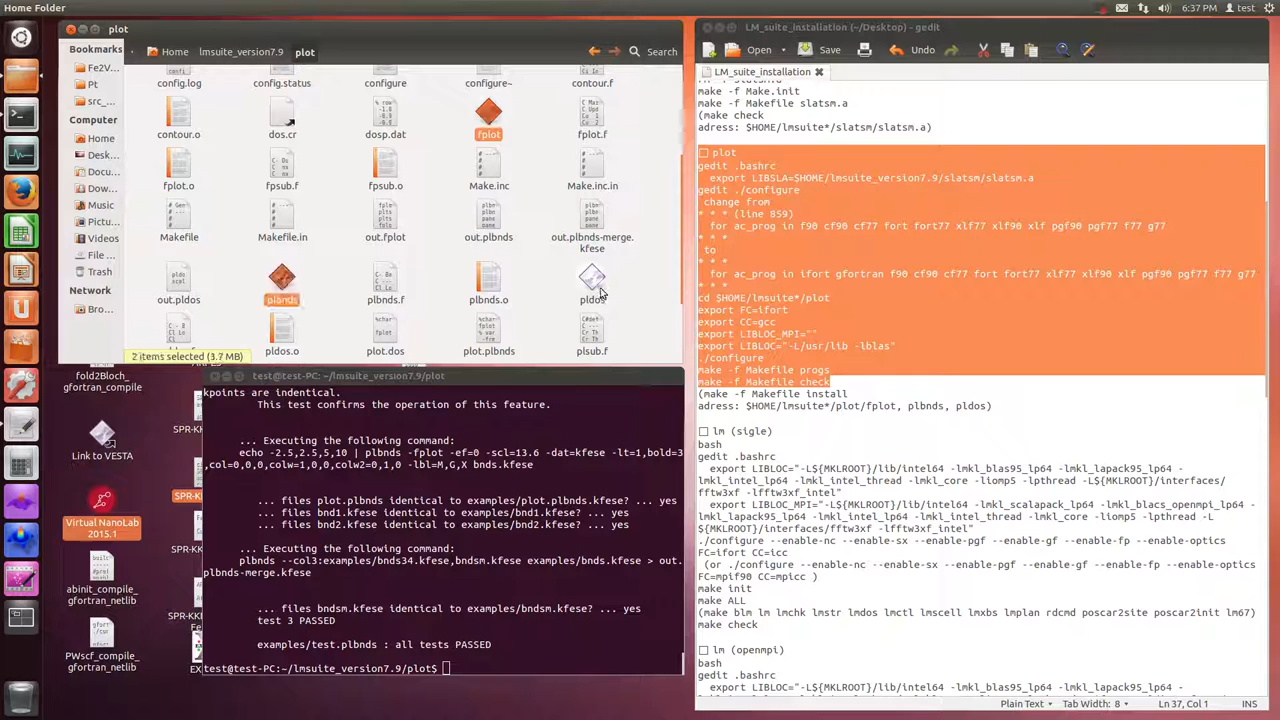 Home Folder
6:37 PM
test
plot
Bookmarks
Fe2V...
Pt
src_...
Computer
Home
Desk...
Docu...
Dow...
Music
Pictu...
Videos
File ...
Trash
Network
Bro...
Home
lmsuite_version7.9
plot
Search
config.log
config.status
configure
configure~
contour.f
contour.o
dos.cr
dosp.dat
fplot
fplot.f
fplot.o
fpsub.f
fpsub.o
Make.inc
Make.inc.in
Makefile
Makefile.in
out.fplot
out.plbnds
out.plbnds-merge.
kfese
out.pldos
plbnds
plbnds.f
plbnds.o
pldos
pldos.o
plot.dos
plot.plbnds
plsub.f
2 items selected (3.7 MB)
fold2Bloch_
gfortran_compile
Link to VESTA
Virtual NanoLab
2015.1
abinit_compile_
gfortran_netlib
PWscf_compile_
gfortran_netlib
test@test-PC: ~/lmsuite_version7.9/plot
kpoints are indentical.
This test confirms the operation of this feature.
... Executing the following command:
echo -2.5,2.5,5,10 | plbnds -fplot -ef=0 -scl=13.6 -dat=kfese -lt=1,bold=3
,col=0,0,0,colw=1,0,0,colw2=0,1,0 -lbl=M,G,X bnds.kfese
... files plot.plbnds identical to examples/plot.plbnds.kfese? ... yes
... files bnd1.kfese identical to examples/bnd1.kfese? ... yes
... files bnd2.kfese identical to examples/bnd2.kfese? ... yes
... Executing the following command:
plbnds --col3:examples/bnds34.kfese,bndsm.kfese examples/bnds.kfese > out.
plbnds-merge.kfese
... files bndsm.kfese identical to examples/bndsm.kfese? ... yes
test 3 PASSED
examples/test.plbnds : all tests PASSED
test@test-PC:~/lmsuite_version7.9/plot$
LM_suite_installation (~/Desktop) - gedit
Open
Save
Undo
LM_suite_installation
make -f Make.init
make -f Makefile slatsm.a
(make check
adress: $HOME/lmsuite*/slatsm/slatsm.a)
□ plot
gedit .bashrc
export LIBSLA=$HOME/lmsuite_version7.9/slatsm/slatsm.a
gedit ./configure
change from
* * * (line 859)
for ac_prog in f90 cf90 cf77 fort fort77 xlf77 xlf90 xlf pgf90 pgf77 f77 g77
* * *
to
* * *
for ac_prog in ifort gfortran f90 cf90 cf77 fort fort77 xlf77 xlf90 xlf pgf90 pgf77 f77 g77
* * *
cd $HOME/lmsuite*/plot
export FC=ifort
export CC=gcc
export LIBLOC_MPI=""
export LIBLOC="-L/usr/lib -lblas"
./configure
make -f Makefile progs
make -f Makefile check
(make -f Makefile install
adress: $HOME/lmsuite*/plot/fplot, plbnds, pldos)
□ lm (sigle)
bash
gedit .bashrc
export LIBLOC="-L${MKLROOT}/lib/intel64 -lmkl_blas95_lp64 -lmkl_lapack95_lp64 -
lmkl_intel_lp64 -lmkl_intel_thread -lmkl_core -liomp5 -lpthread -L${MKLROOT}/interfaces/
fftw3xf -lfftw3xf_intel"
export LIBLOC_MPI="-L${MKLROOT}/lib/intel64 -lmkl_scalapack_lp64 -lmkl_blacs_openmpi_lp64 -
lmkl_lapack95_lp64 -lmkl_intel_lp64 -lmkl_intel_thread -lmkl_core -liomp5 -lpthread -L
${MKLROOT}/interfaces/fftw3xf -lfftw3xf_intel"
./configure --enable-nc --enable-sx --enable-pgf --enable-gf --enable-fp --enable-optics
FC=ifort CC=icc
(or ./configure --enable-nc --enable-sx --enable-pgf --enable-gf --enable-fp --enable-optics
FC=mpif90 CC=mpicc )
make init
make ALL
(make blm lm lmchk lmstr lmdos lmctl lmscell lmxbs lmplan rdcmd poscar2site poscar2init lm67)
make check
□ lm (openmpi)
bash
gedit .bashrc
export LIBLOC="-L${MKLROOT}/lib/intel64 -lmkl_blas95_lp64 -lmkl_lapack95_lp64 -
Plain Text
Tab Width: 8
Ln 37, Col 1
INS